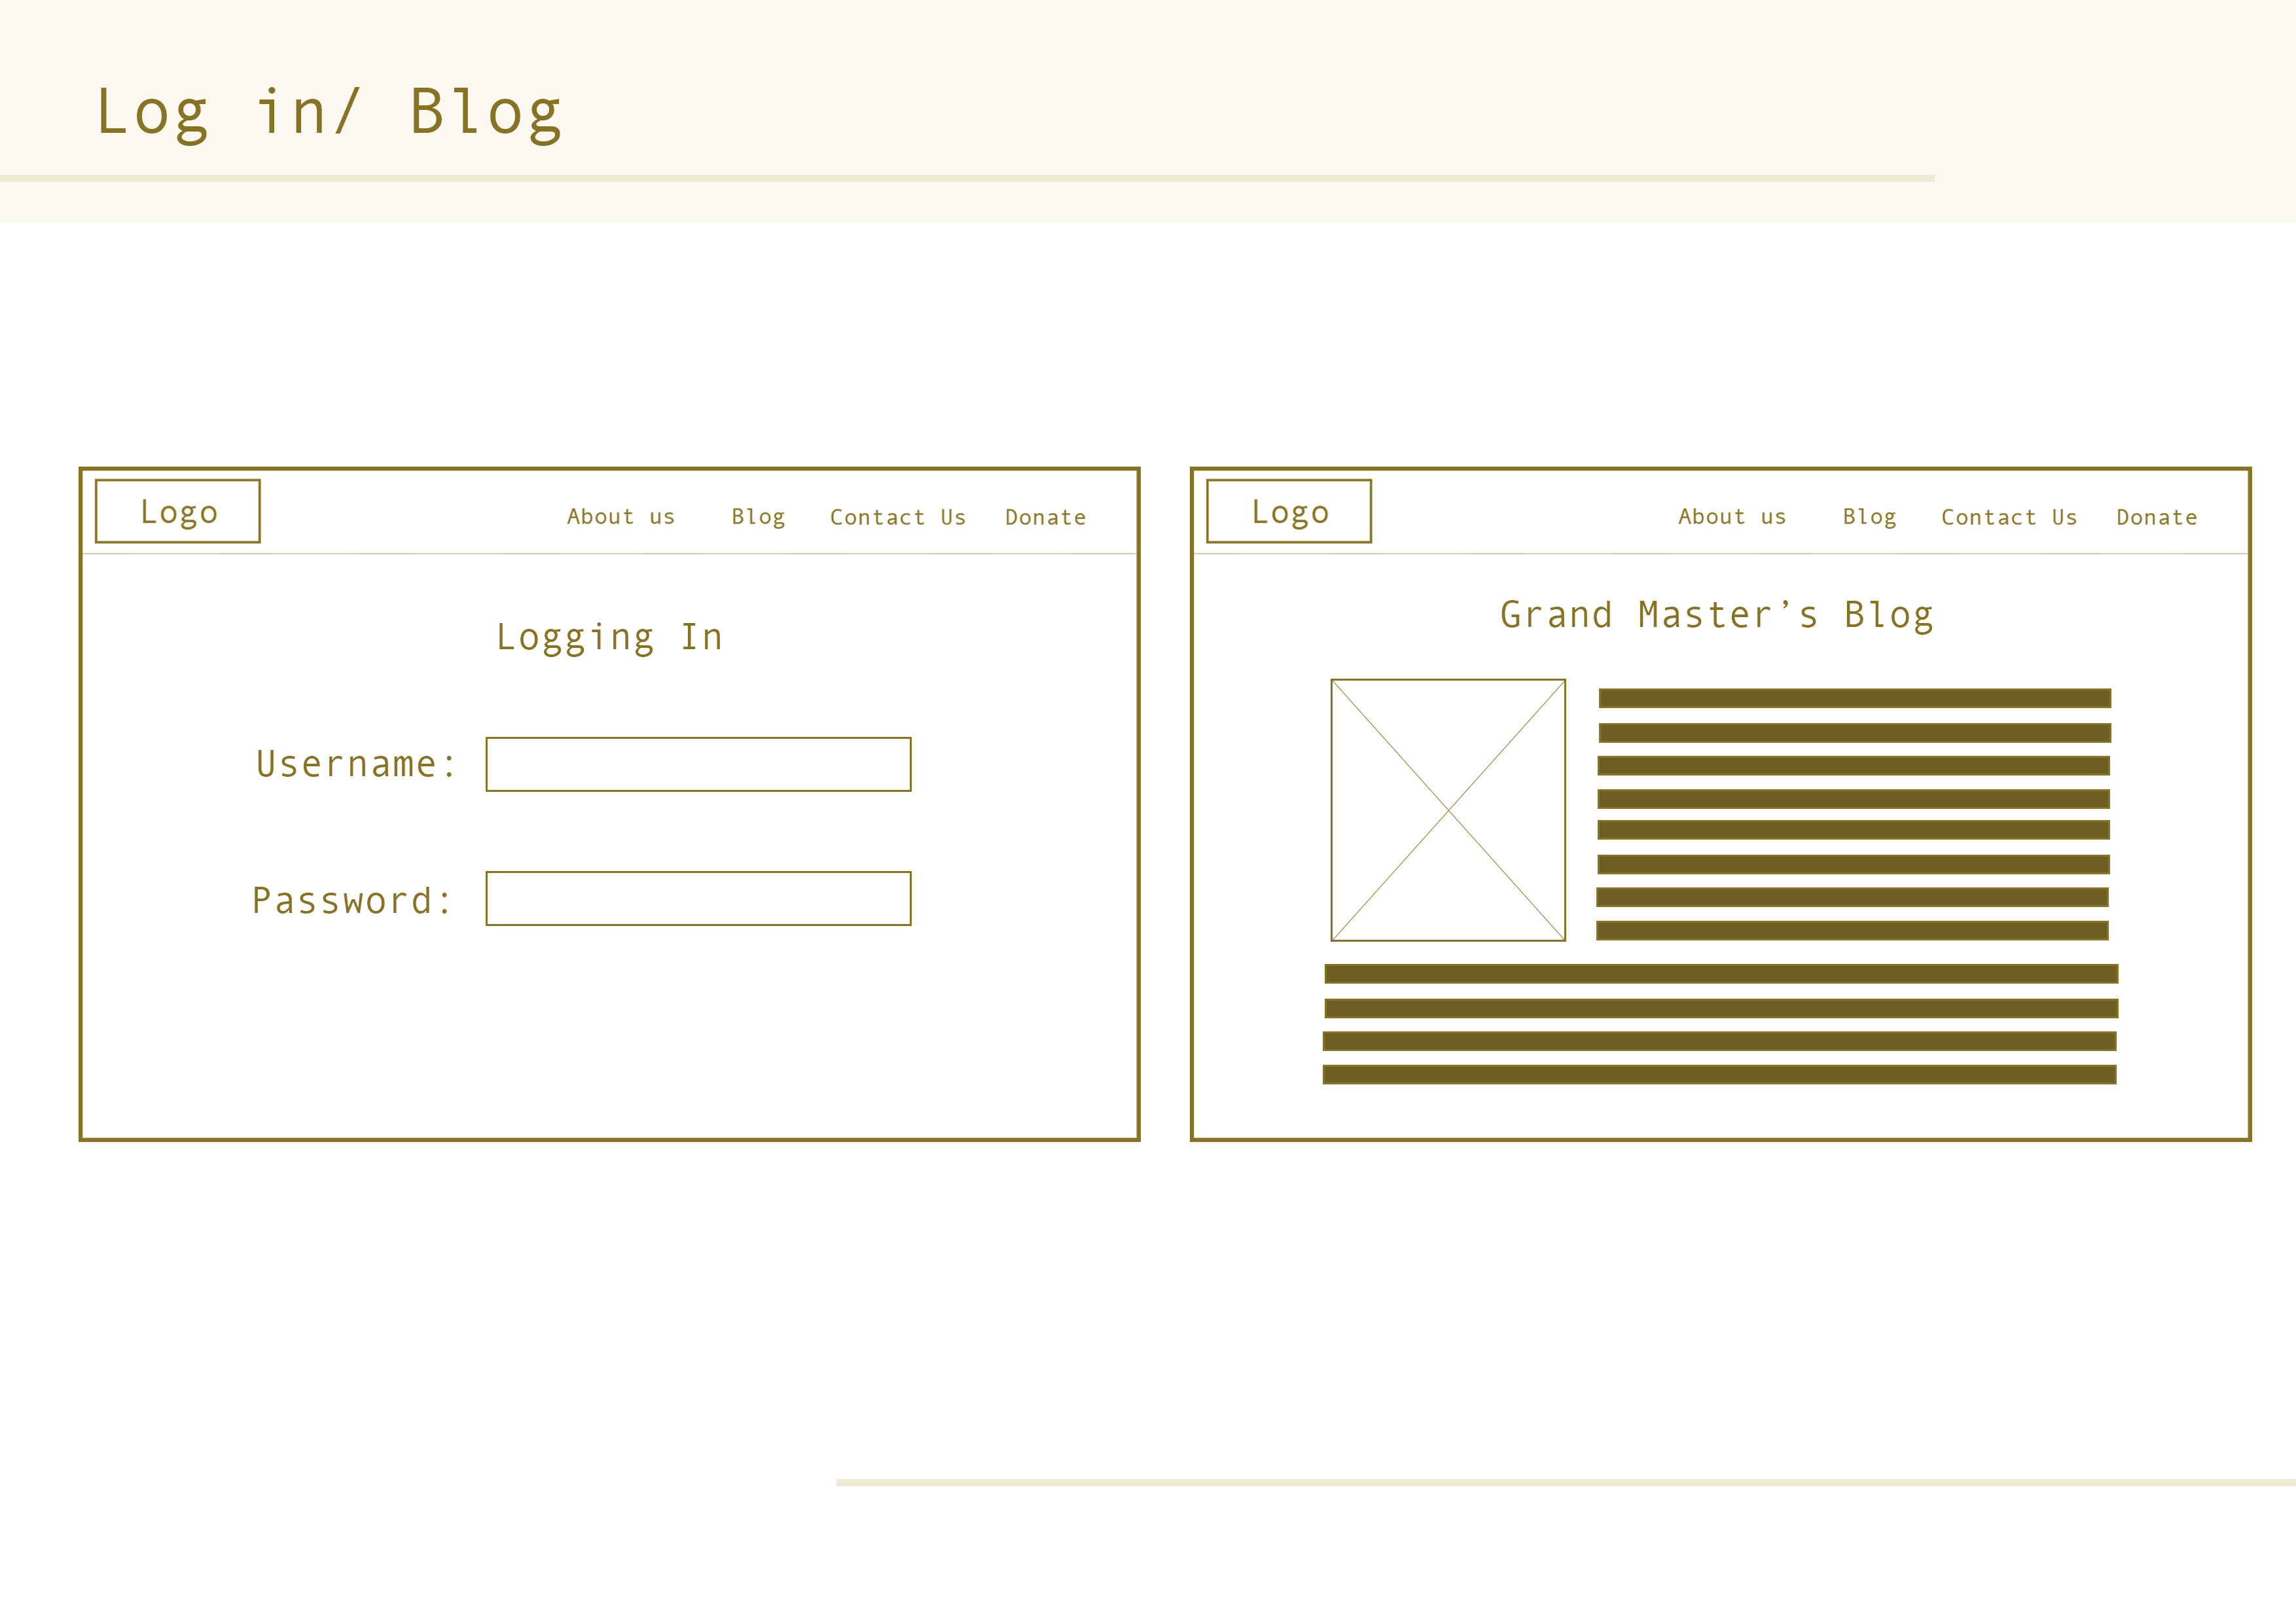 Log in/ Blog
Logo
About us Blog Contact Us Donate
Logging In
Username:
Password:
Logo
About us Blog Contact Us Donate
Grand Master’s Blog